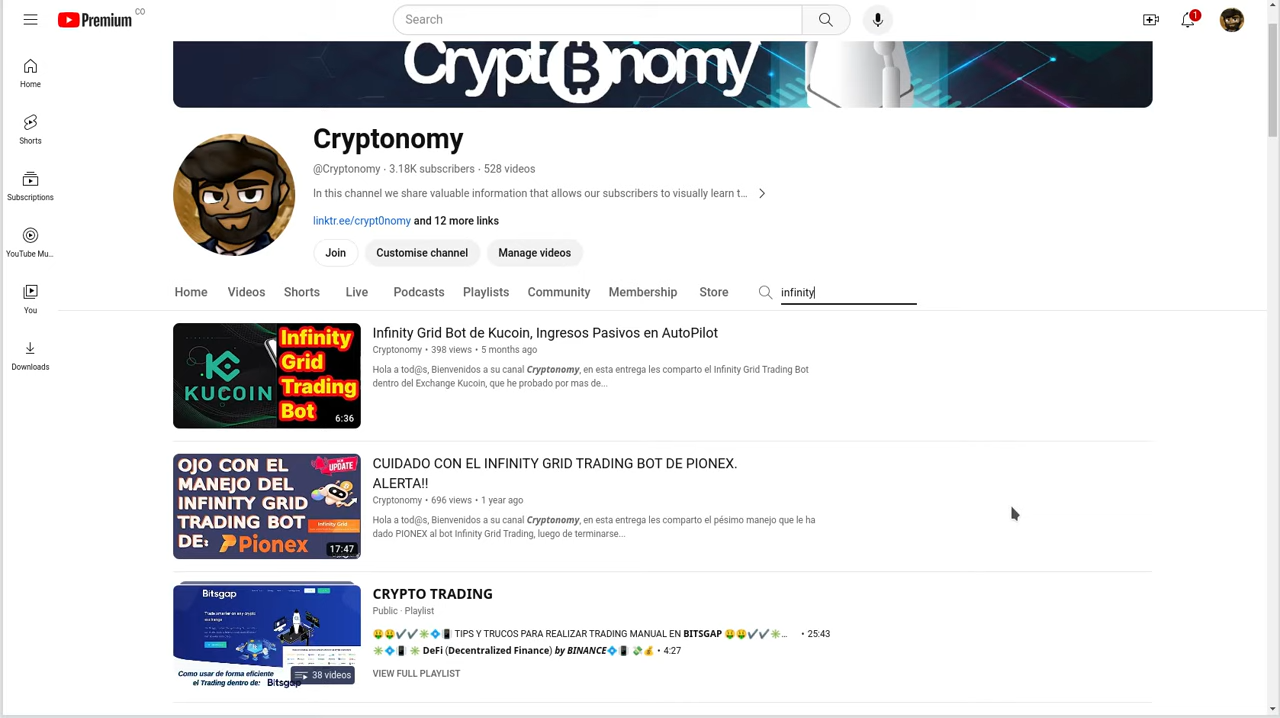 Premium CO
Search
1
Home
Shorts
Subscriptions
YouTube Mu...
You
Downloads
Crypt nomy
Cryptonomy
@Cryptonomy · 3.18K subscribers · 528 videos
In this channel we share valuable information that allows our subscribers to visually learn t...
linktr.ee/crypt0nomy and 12 more links
Join Customise channel Manage videos
Home Videos Shorts Live Podcasts Playlists Community Membership Store infinity
KUCOIN
Infinity
Grid
Trading
Bot
6:36
Infinity Grid Bot de Kucoin, Ingresos Pasivos en AutoPilot
Cryptonomy • 398 views • 5 months ago
Hola a tod@s, Bienvenidos a su canal Cryptonomy, en esta entrega les comparto el Infinity Grid Trading Bot
dentro del Exchange Kucoin, que he probado por mas de...
OJO CON EL
MANEJO DEL
INFINITY GRID
TRADING BOT
DE: Pionex
UPDATE
Infinity Grid
17:47
CUIDADO CON EL INFINITY GRID TRADING BOT DE PIONEX.
ALERTA!!
Cryptonomy • 696 views • 1 year ago
Hola a tod@s, Bienvenidos a su canal Cryptonomy, en esta entrega les comparto el pésimo manejo que le ha
dado PIONEX al bot Infinity Grid Trading, luego de terminarse...
Bitsgap
Como usar de forma eficiente
el Trading dentro de: Bitsgap
38 videos
CRYPTO TRADING
Public · Playlist
🤑🤑✔✔✳💠📱 TIPS Y TRUCOS PARA REALIZAR TRADING MANUAL EN BITSGAP 🤑🤑✔✔✳... • 25:43
✳💠📱 ✳ DeFi (Decentralized Finance) by BINANCE💠📱 💸💰 • 4:27
VIEW FULL PLAYLIST